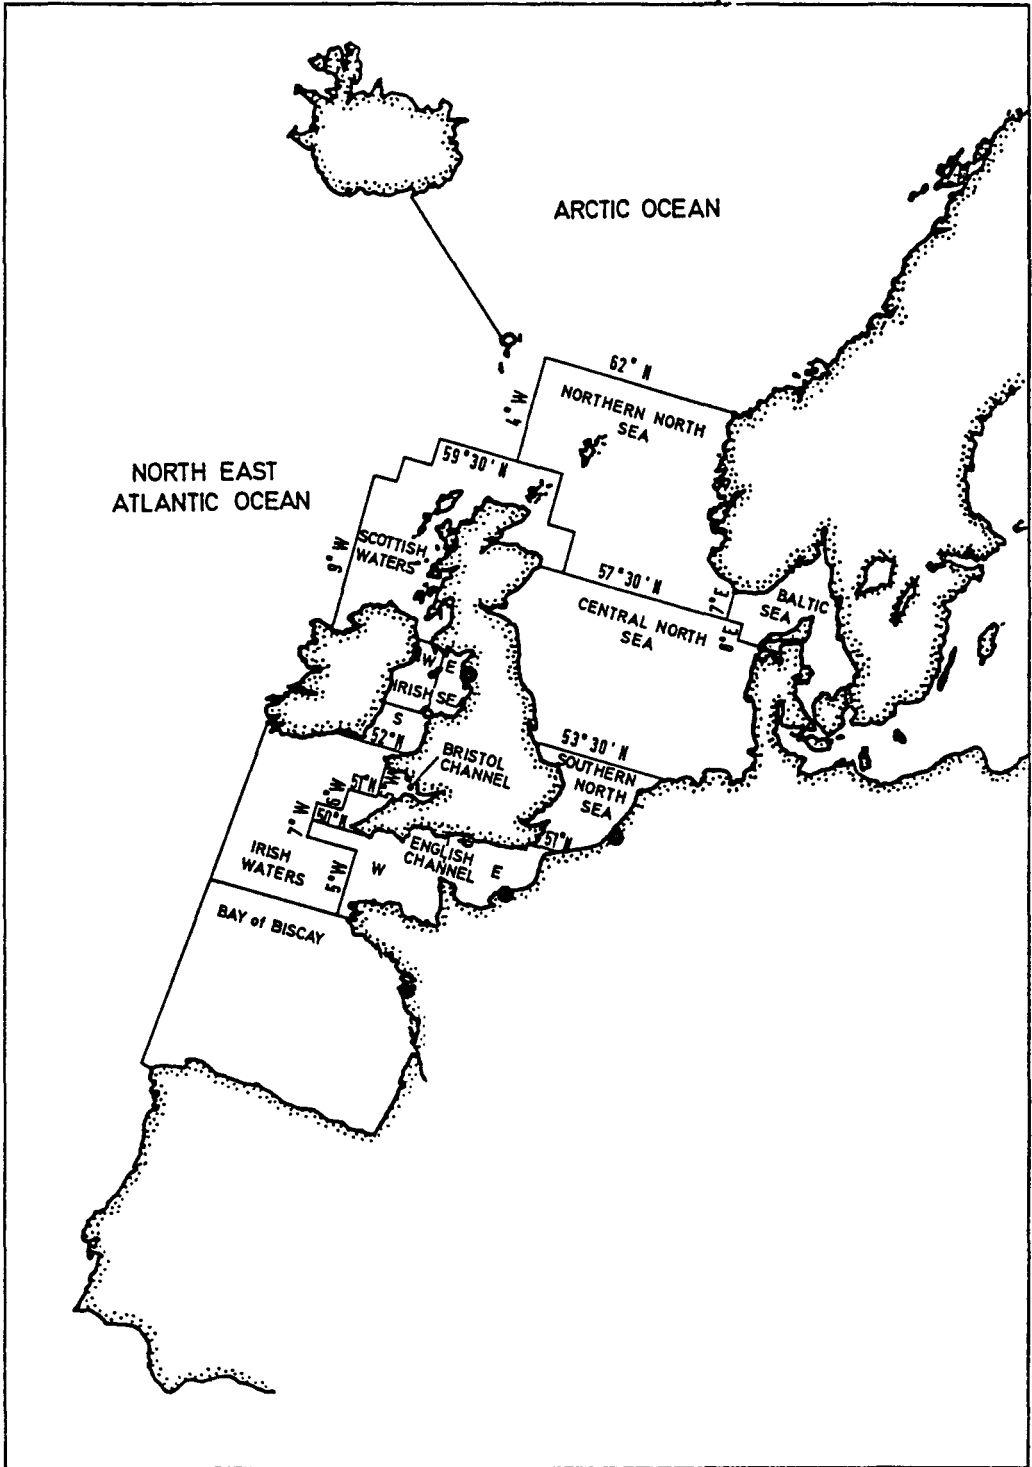 ARCTIC OCEAN
62° N
4° W
NORTHERN NORTH
SEA
59°30' N
NORTH EAST
ATLANTIC OCEAN
9° W
SCOTTISH
WATERS
57°30' N
7°E
BALTIC
SEA
CENTRAL NORTH
SEA
8°E
W
E
IRISH SEA
S
52°N
53°30' N
BRISTOL
CHANNEL
SOUTHERN
NORTH
SEA
51°N
6°W
7°W
50°N
51°N
ENGLISH
CHANNEL
W
E
5°W
IRISH
WATERS
BAY of BISCAY